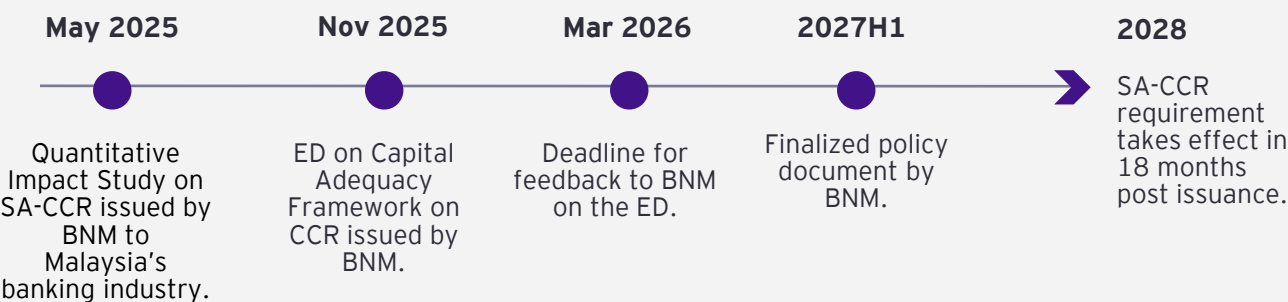 May 2025
Quantitative
Impact Study on
SA-CCR issued by
BNM to
Malaysia's
banking industry.
Nov 2025
ED on Capital
Adequacy
Framework on
CCR issued by
BNM.
Mar 2026
Deadline for
feedback to BNM
on the ED.
2027H1
Finalized policy
document by
BNM.
2028
SA-CCR
requirement
takes effect in
18 months
post issuance.